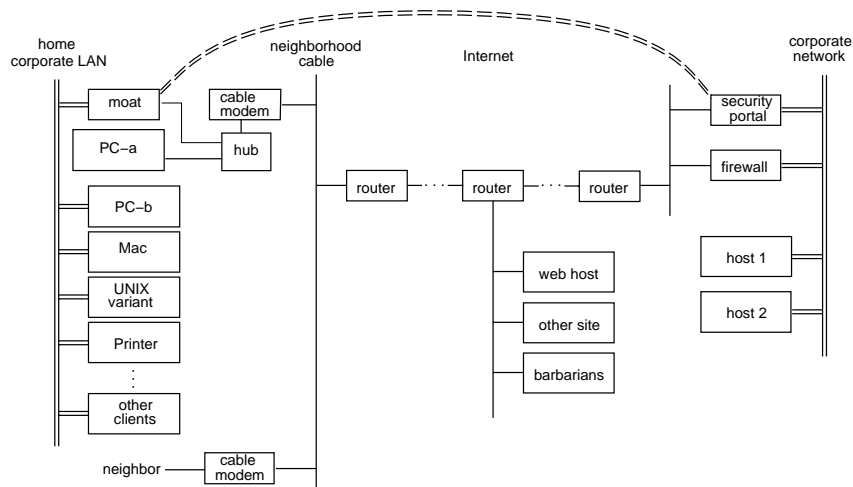 home
corporate LAN
neighborhood
cable
Internet
corporate
network
moat
cable
modem
security
portal
PC-a
hub
firewall
router
router
router
PC-b
Mac
UNIX
variant
Printer
other
clients
web host
other site
barbarians
host 1
host 2
neighbor
cable
modem